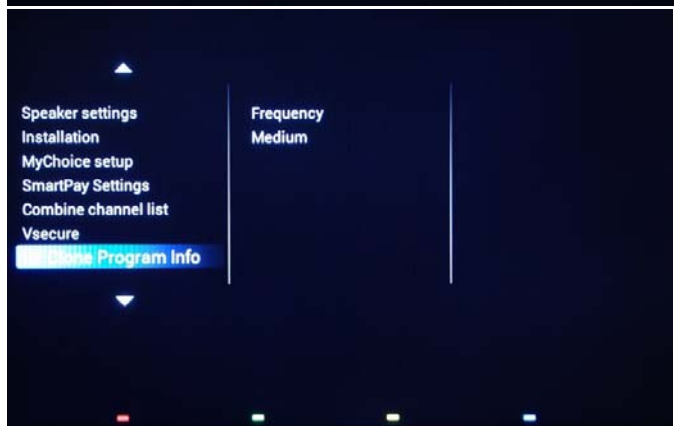 Speaker settings
Installation
MyChoice setup
SmartPay Settings
Combine channel list
Vsecure
Clone Program Info
Frequency
Medium